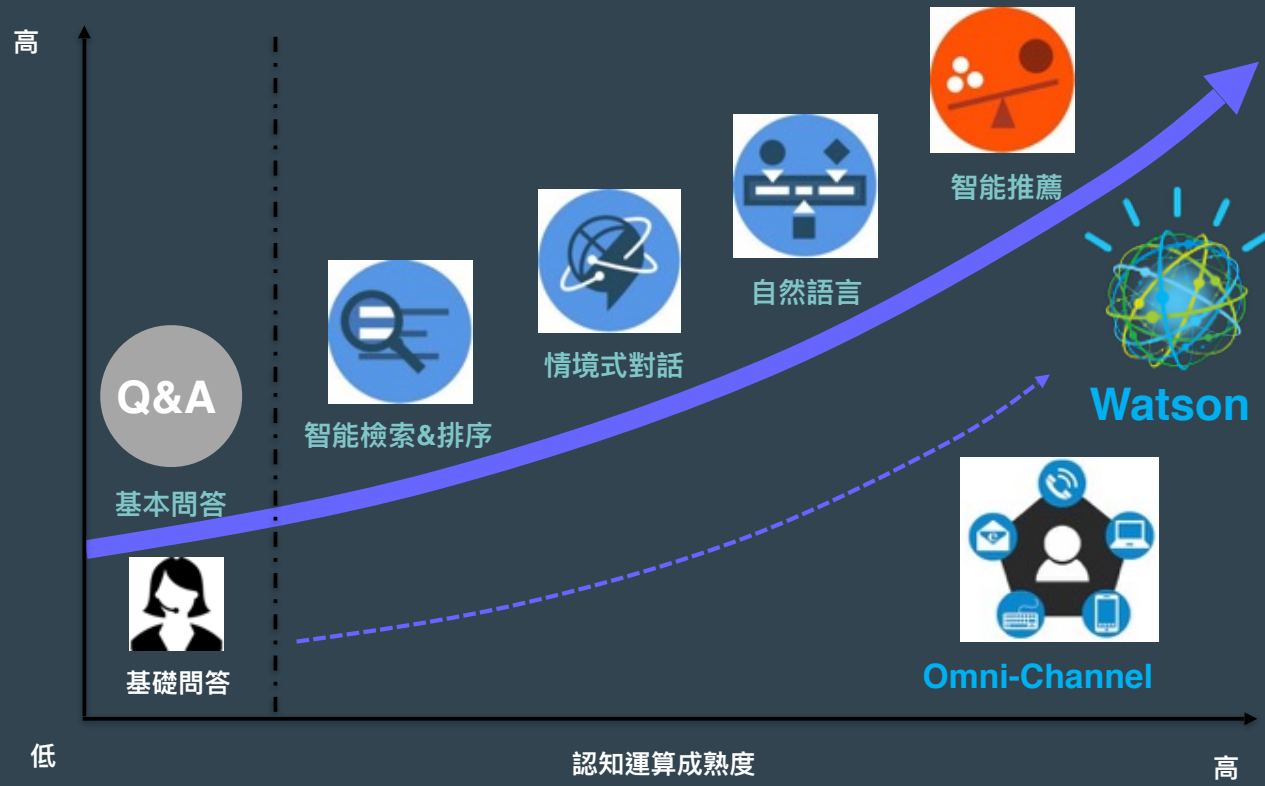 高
智能推薦
自然語言
情境式對話
Q&A
Watson
智能檢索&排序
基本問答
基礎問答
Omni-Channel
低
認知運算成熟度
高